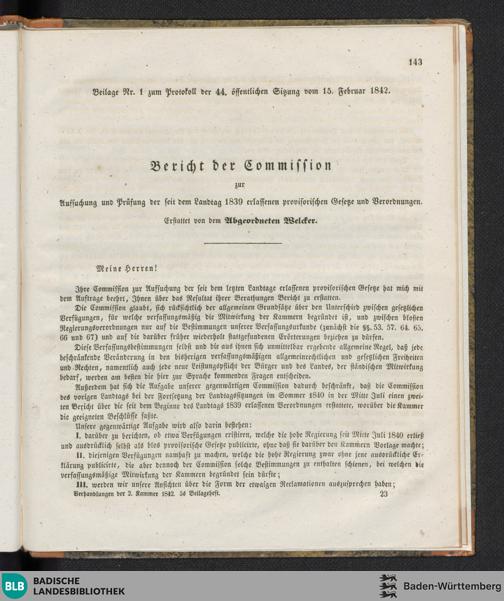 143
Beilage Nr. 1 zum Protokoll der 44. öffentlichen Sitzung vom 15. Februar 1842.
Bericht der Commission
zur
Aufsuchung und Prüfung der seit dem Landtag 1839 erlassenen provisorischen Gesetze und Verordnungen.
Erstattet von dem Abgeordneten Welcker.
Meine Herren!
Ihre Commission zur Aufsuchung der seit dem letzten Landtage erlassenen provisorischen Gesetze hat mich mit
dem Auftrage beehrt, Ihnen über das Resultat ihrer Berathungen Bericht zu erstatten.
Die Commission glaubt, sich rücksichtlich der allgemeinen Grundsätze über den Unterschied zwischen gesetzlichen
Verfügungen, für welche verfassungsmäßig die Mitwirkung der Kammern begründet ist, und zwischen bloßen
Regierungsverordnungen nur auf die Bestimmungen unserer Verfassungsurkunde (zunächst die §§. 53. 57. 64. 65.
66 und 67) und auf die darüber früher wiederholt stattgefundenen Erörterungen beziehen zu dürfen.
Diese Verfassungsbestimmungen selbst und die aus ihnen sich unmittelbar ergebende allgemeine Regel, daß jede
beschränkende Veränderung in den bisherigen verfassungsmäßigen allgemeinrechtlichen und gesetzlichen Freiheiten
und Rechten, namentlich auch jede neue Leistungspflicht der Bürger und des Landes, der ständischen Mitwirkung
bedarf, werden am besten die hier zur Sprache kommenden Fragen entscheiden.
Außerdem hat sich die Aufgabe unserer gegenwärtigen Commission dadurch beschränkt, daß die Commission
des vorigen Landtags bei der Fortsetzung der Landtagssitzungen im Sommer 1840 in der Mitte Juli einen zwei-
ten Bericht über die seit dem Beginne des Landtags 1839 erlassenen Verordnungen erstattete, worüber die Kammer
die geeigneten Beschlüsse faßte.
Unsere gegenwärtige Aufgabe wird also darin bestehen:
I. darüber zu berichten, ob etwa Verfügungen existiren, welche die hohe Regierung seit Mitte Juli 1840 erließ
und ausdrücklich selbst als blos provisorische Gesetze publicirte, ohne daß sie darüber den Kammern Vorlage machte;
II. diejenigen Verfügungen namhaft zu machen, welche die hohe Regierung zwar ohne jene ausdrückliche Er-
klärung publicirte, die aber dennoch der Commission solche Bestimmungen zu enthalten schienen, bei welchen die
verfassungsmäßige Mitwirkung der Kammern begründet sein dürfte;
III. werden wir unsere Ansichten über die Form der etwaigen Reclamationen auszusprechen haben;
Verhandlungen der 2. Kammer 1842. 5s Beilagenheft. 23
BLB BADISCHE
LANDESBIBLIOTHEK
Baden-Württemberg